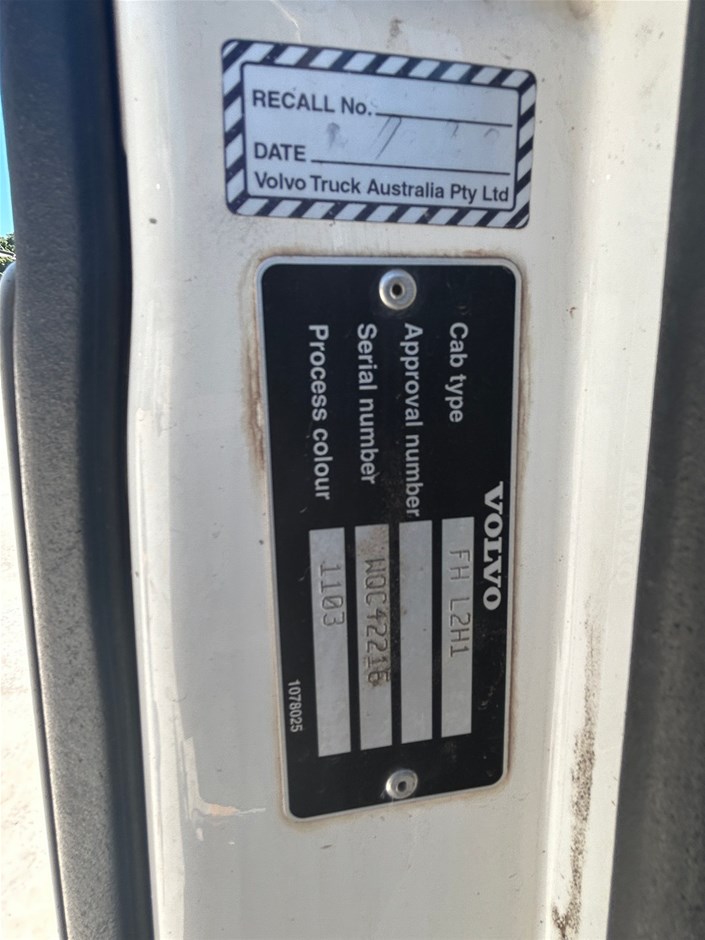 RECALL No.
DATE
Volvo Truck Australia Pty Ltd
VOLVO
Cab type FH L2H1
Approval number
Serial number WQC42216
Process colour 1103
1078025